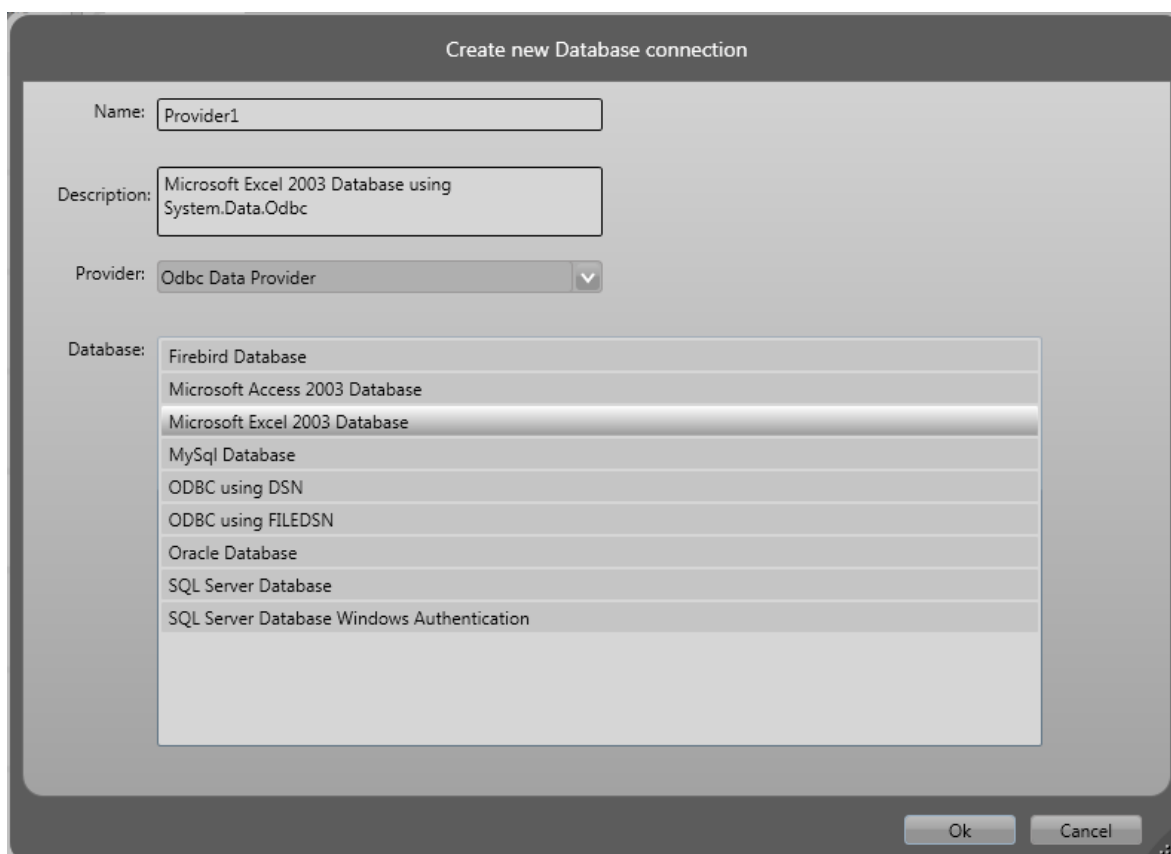 Create new Database connection
Name: Provider1
Description: Microsoft Excel 2003 Database using
System.Data.Odbc
Provider: Odbc Data Provider
Database: Firebird Database
Microsoft Access 2003 Database
Microsoft Excel 2003 Database
MySql Database
ODBC using DSN
ODBC using FILEDSN
Oracle Database
SQL Server Database
SQL Server Database Windows Authentication
Ok Cancel